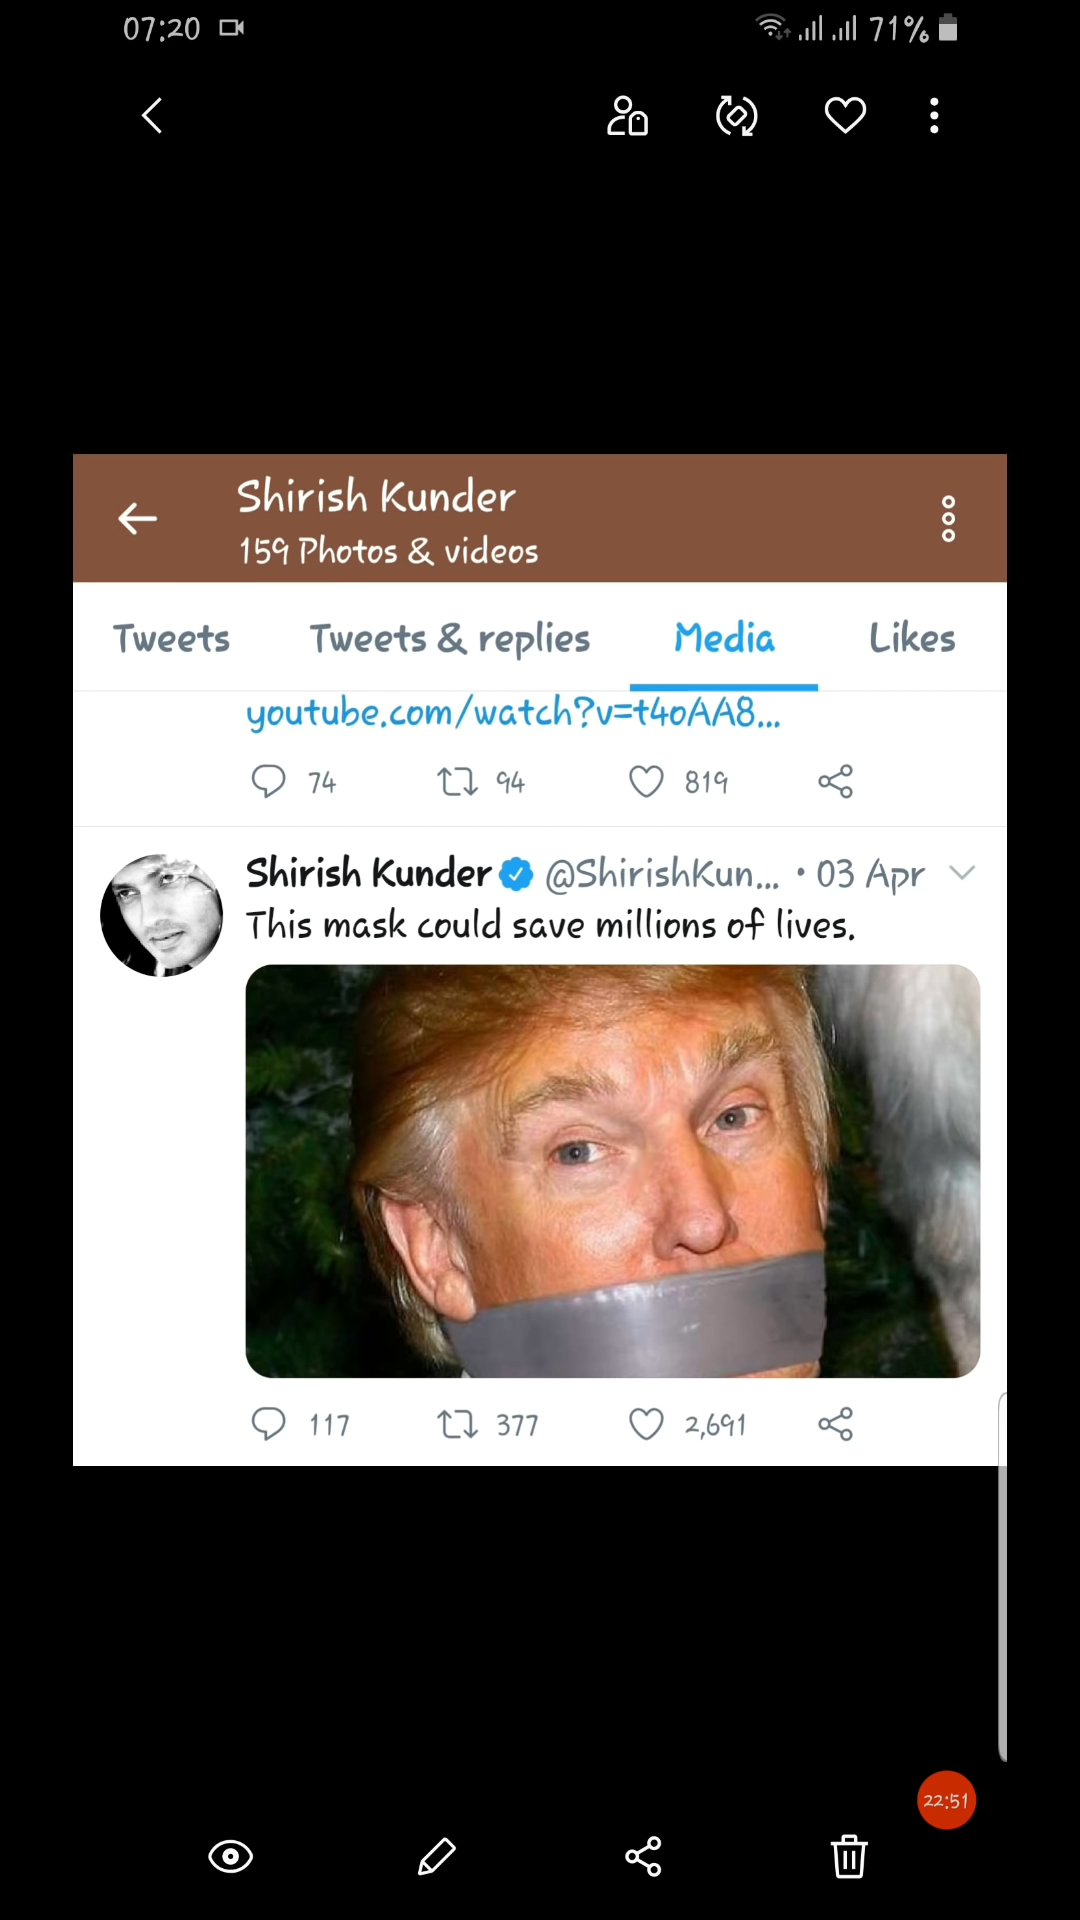 07:20 71%
Shirish Kunder
159 Photos & videos
Tweets Tweets & replies Media Likes
youtube.com/watch?v=t4oAA8...
74 94 819
Shirish Kunder @ShirishKun... • 03 Apr
This mask could save millions of lives.
117 377 2,691
22:51